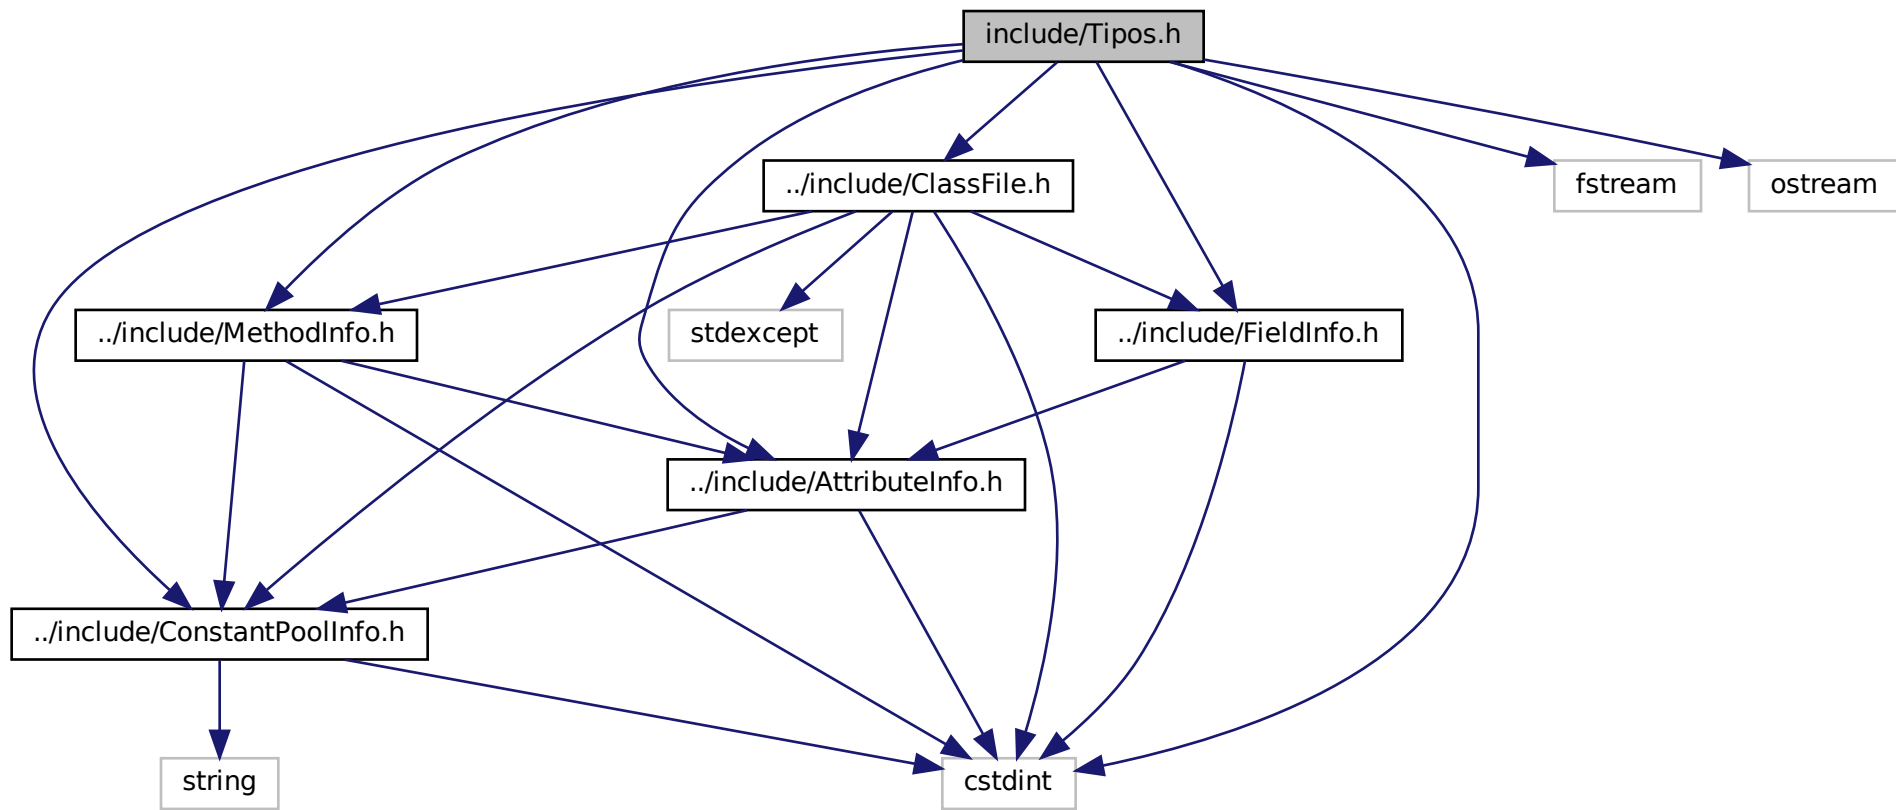 include/Tipos.h
../include/ClassFile.h
fstream
ostream
../include/MethodInfo.h
stdexcept
../include/FieldInfo.h
../include/AttributeInfo.h
../include/ConstantPoolInfo.h
string
cstdint